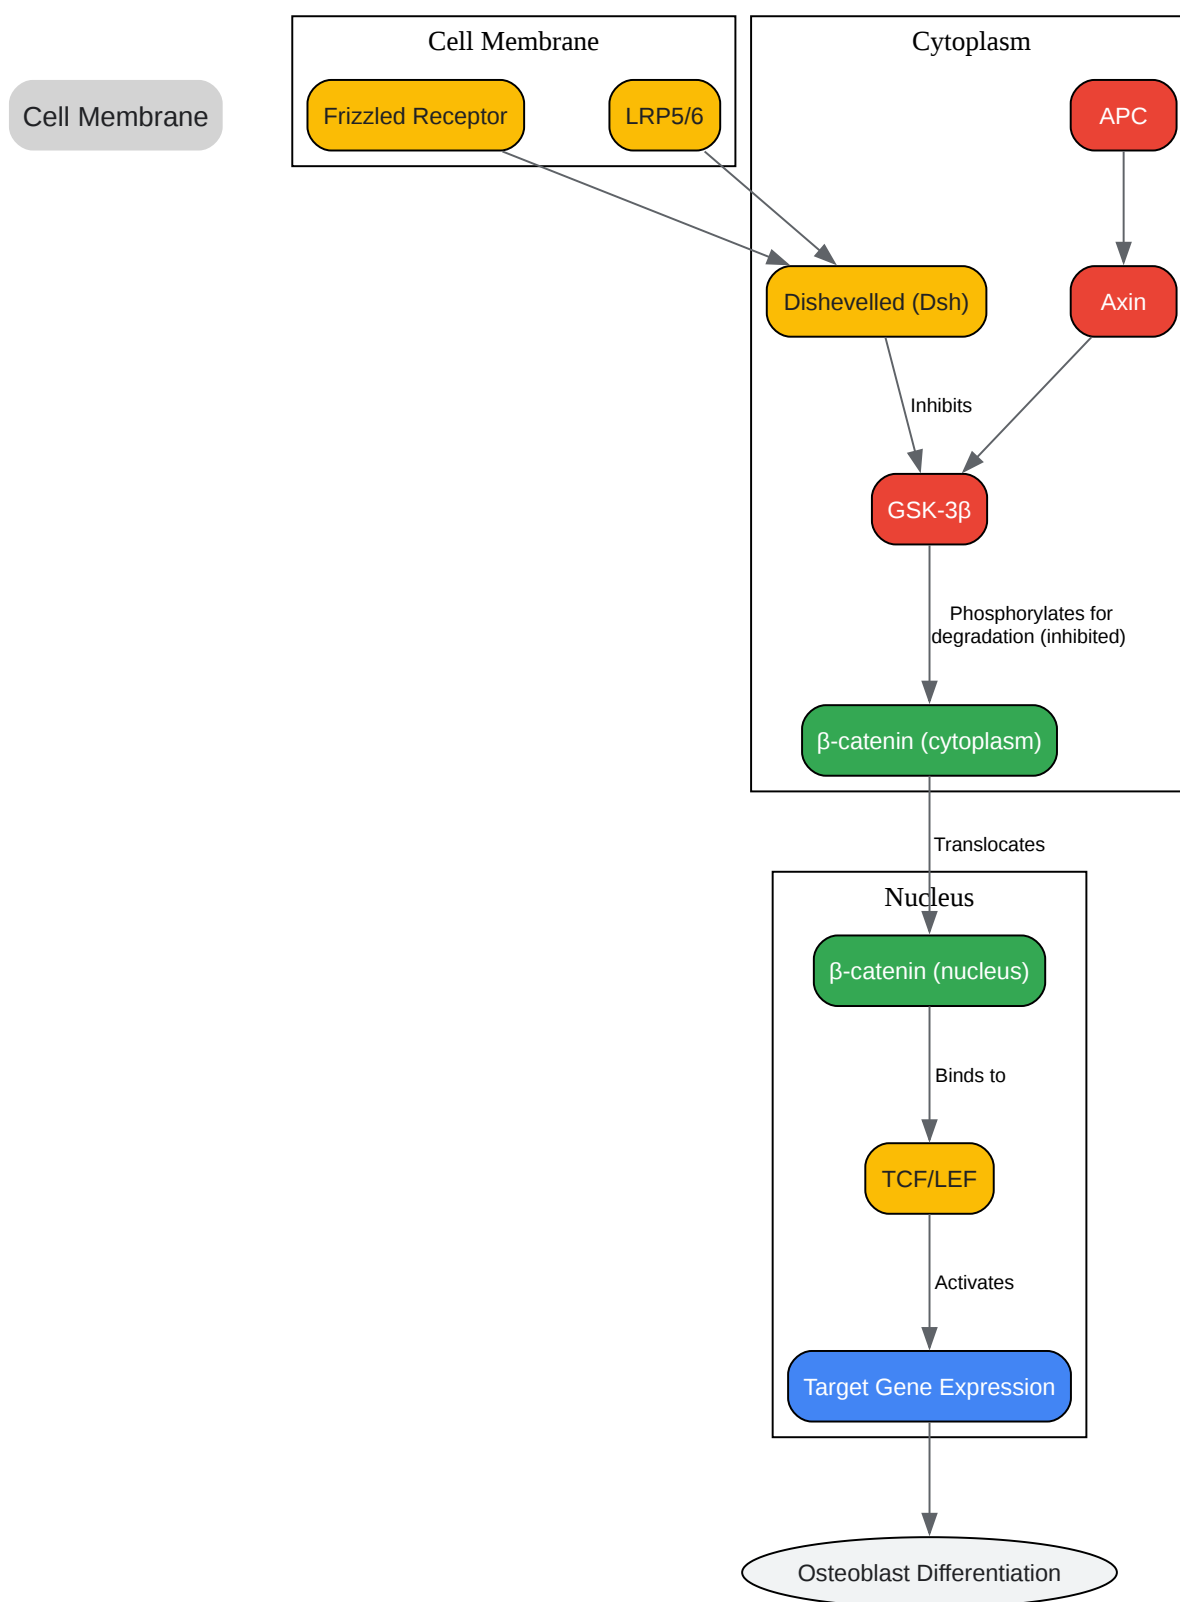 Cell Membrane
Cytoplasm
Cell Membrane
Frizzled Receptor
LRP5/6
APC
Dishevelled (Dsh)
Axin
Inhibits
GSK-3β
Phosphorylates for
degradation (inhibited)
β-catenin (cytoplasm)
Translocates
Nucleus
β-catenin (nucleus)
Binds to
TCF/LEF
Activates
Target Gene Expression
Osteoblast Differentiation